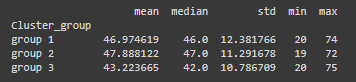 mean median std min max
Cluster_group
group 1 46.974619 46.0 12.381766 20 74
group 2 47.888122 47.0 11.291678 19 72
group 3 43.223665 42.0 10.786709 20 75